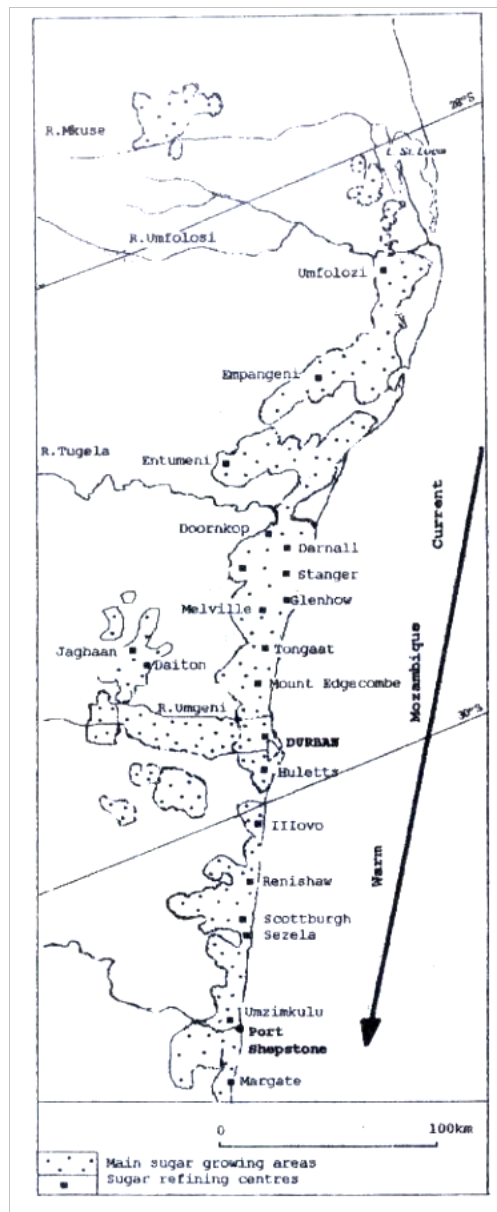 R.Mkuse
28°S
L. St. Lucia
R.Umfolosi
Umfolozi
Empangeni
Entumeni
R.Tugela
Doornkop
Darnall
Stanger
Glenhow
Melville
Jaghaan
Tongaat
Daiton
Mount Edgecombe
R.Umgeni
DURBAN
Huletts
30°S
IIIovo
Renishaw
Scottburgh
Sezela
Umzimkulu
Port
Shepstone
Margate
Warm Mozambique Current
0 100km
Main sugar growing areas
Sugar refining centres